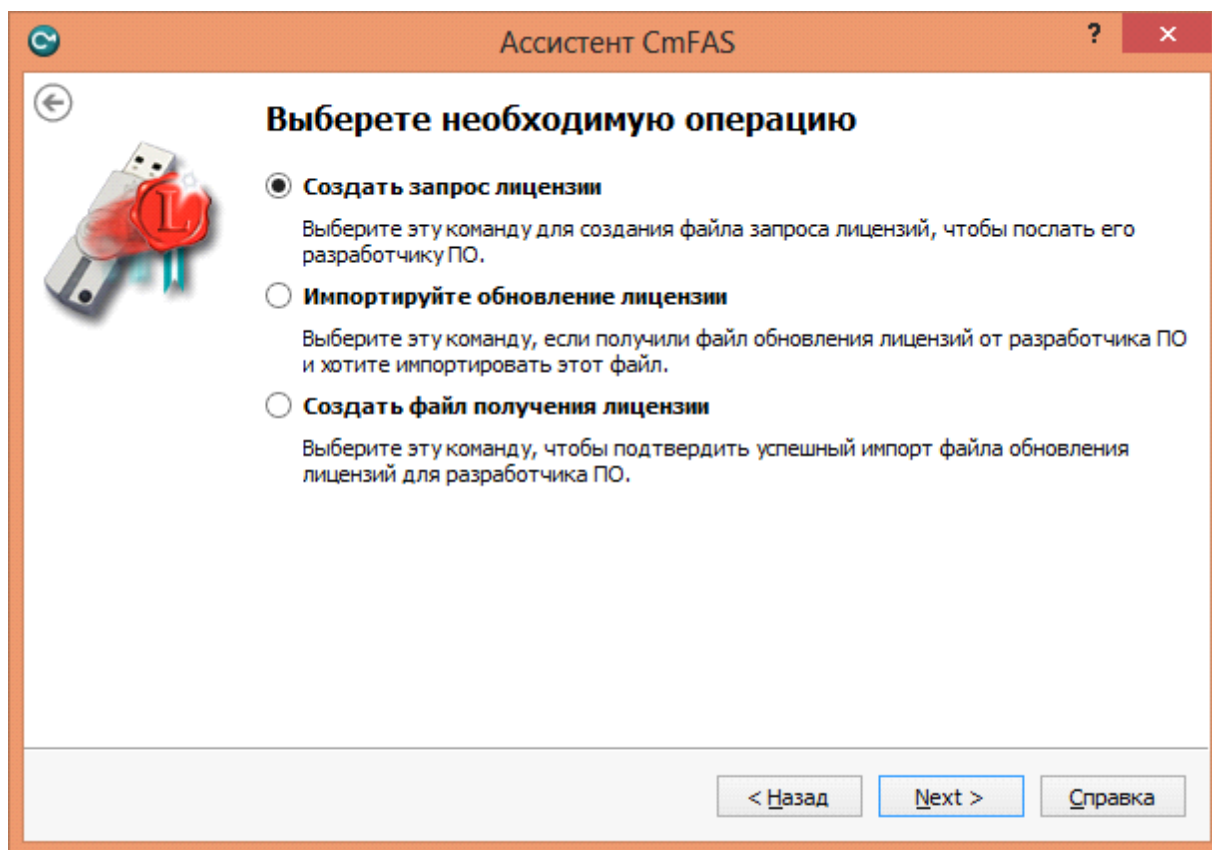 Ассистент CmFAS
?
Выберете необходимую операцию
Создать запрос лицензии
Выберите эту команду для создания файла запроса лицензий, чтобы послать его
разработчику ПО.
Импортируйте обновление лицензии
Выберите эту команду, если получили файл обновления лицензий от разработчика ПО
и хотите импортировать этот файл.
Создать файл получения лицензии
Выберите эту команду, чтобы подтвердить успешный импорт файла обновления
лицензий для разработчика ПО.
L
< Назад
Next >
Справка